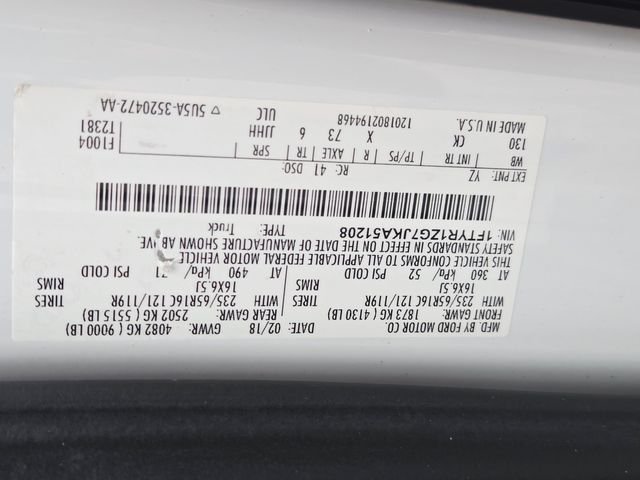 MFD. BY FORD MOTOR CO.
DATE: 02/18 GVWR: 4082 KG ( 9000 LB)
FRONT GAWR: 1873 KG ( 4130 LB) REAR GAWR: 2502 KG ( 5515 LB)
WITH 235/65R16C 121/119R TIRES WITH 235/65R16C 121/119R TIRES
16X6.5J RIMS 16X6.5J RIMS
AT 360 kPa/ 52 PSI COLD AT 490 kPa/ 71 PSI COLD
THIS VEHICLE CONFORMS TO ALL APPLICABLE FEDERAL MOTOR VEHICLE
SAFETY STANDARDS IN EFFECT ON THE DATE OF MANUFACTURE SHOWN ABOVE.
VIN: 1FTYR1ZG7JKA51208 TYPE: Truck
EXT PNT: YZ RC: 41 DSO:
WB INT TR TP/PS R AXLE TR SPR F1004
130 CK X 73 6 JJHH T2381
MADE IN U.S.A. 1201802194468 ULC ▽ 5U5A-3520472-AA